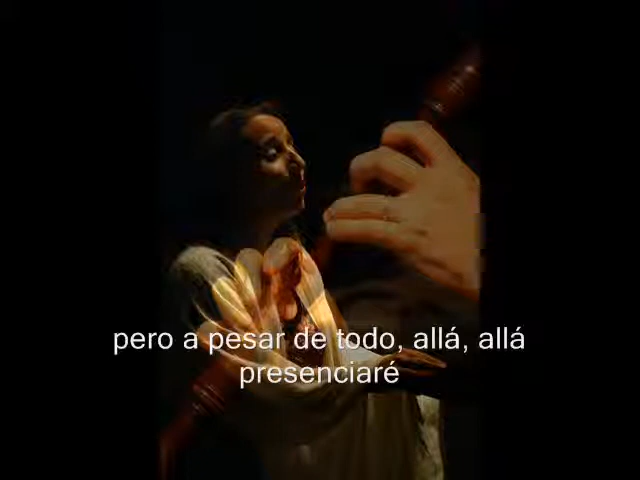 pero a pesar de todo, allá, allá
presenciaré